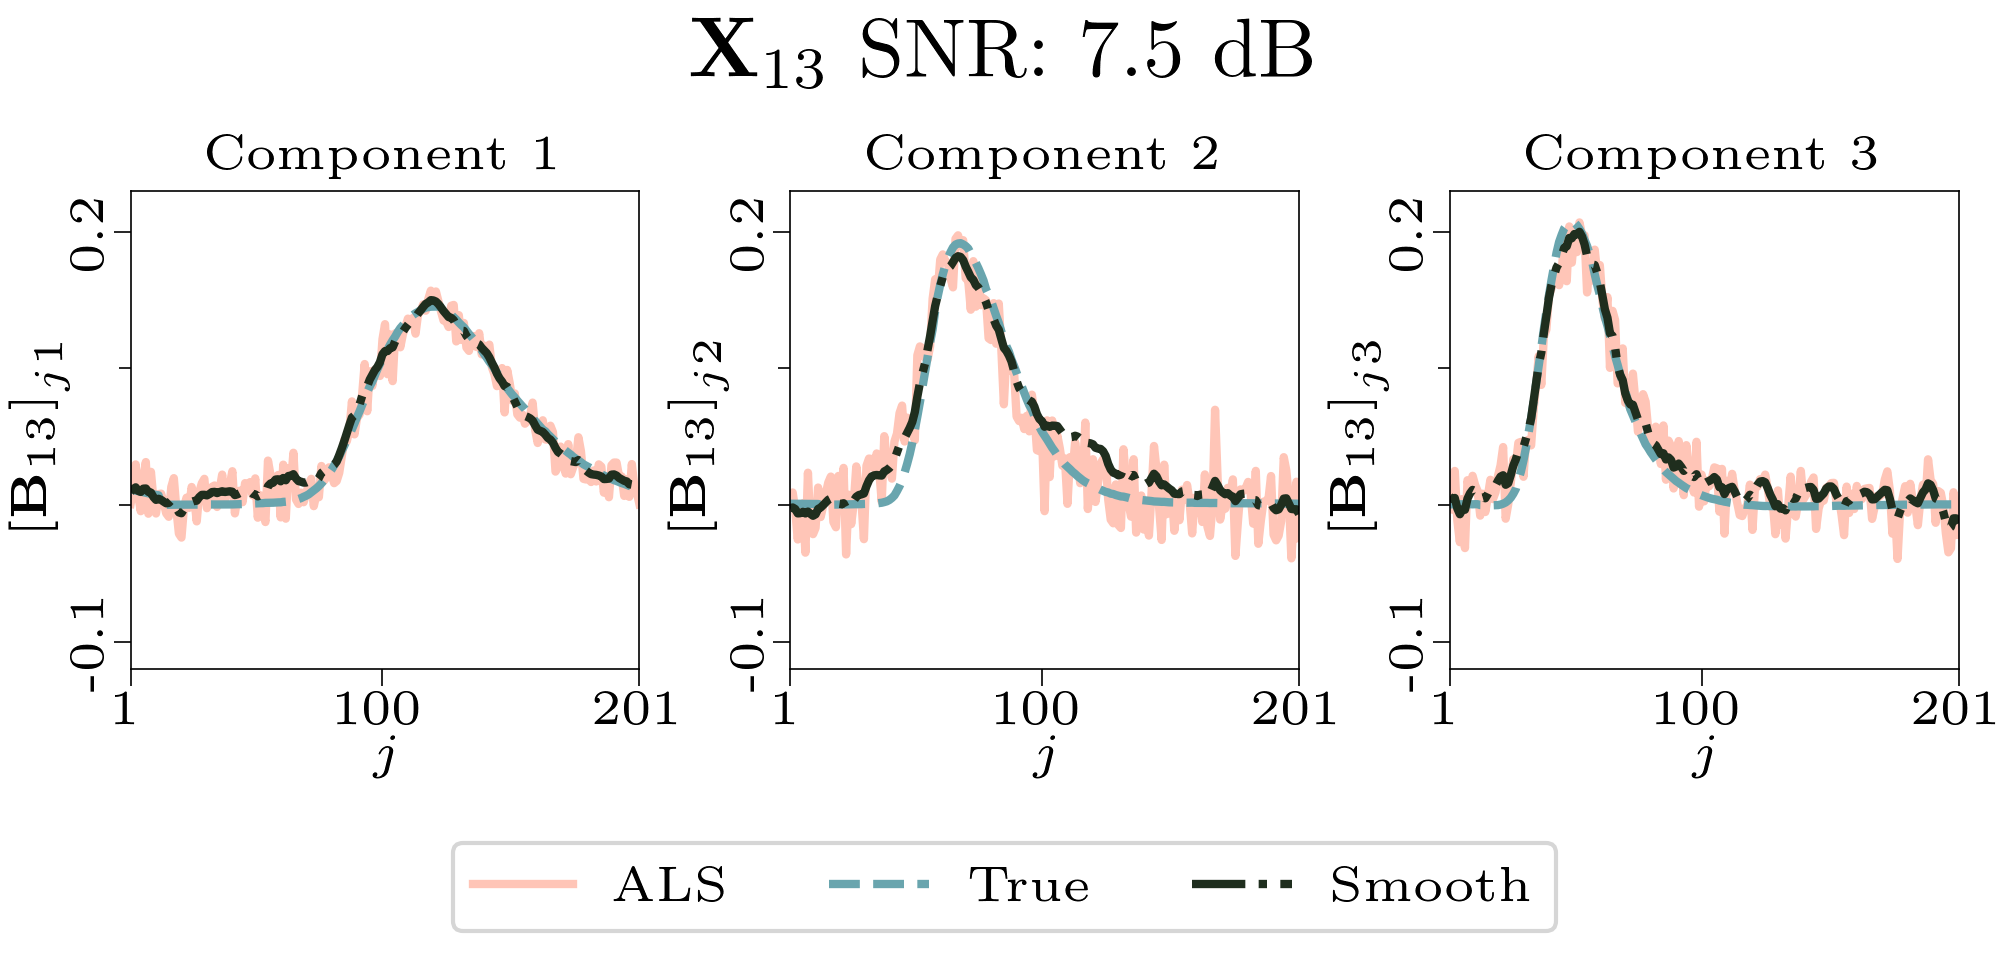 X₁₃ SNR: 7.5 dB
Component 1
Component 2
Component 3
[B₁₃]ⱼ₁
0.2
-0.1
1 100 201
j
[B₁₃]ⱼ₂
0.2
-0.1
1 100 201
j
[B₁₃]ⱼ₃
0.2
-0.1
1 100 201
j
ALS True Smooth